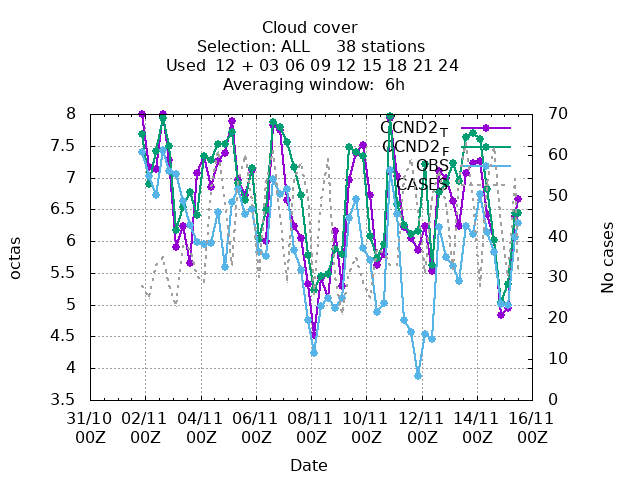 Cloud cover
Selection: ALL 38 stations
Used 12 + 03 06 09 12 15 18 21 24
Averaging window: 6h
8
7.5
7
6.5
6
5.5
5
4.5
4
3.5
octas
70
60
50
40
30
20
10
0
No cases
CCND2T
CCND2F
OBS
CASES
31/10 02/11 04/11 06/11 08/11 10/11 12/11 14/11 16/11
00Z 00Z 00Z 00Z 00Z 00Z 00Z 00Z 00Z
Date